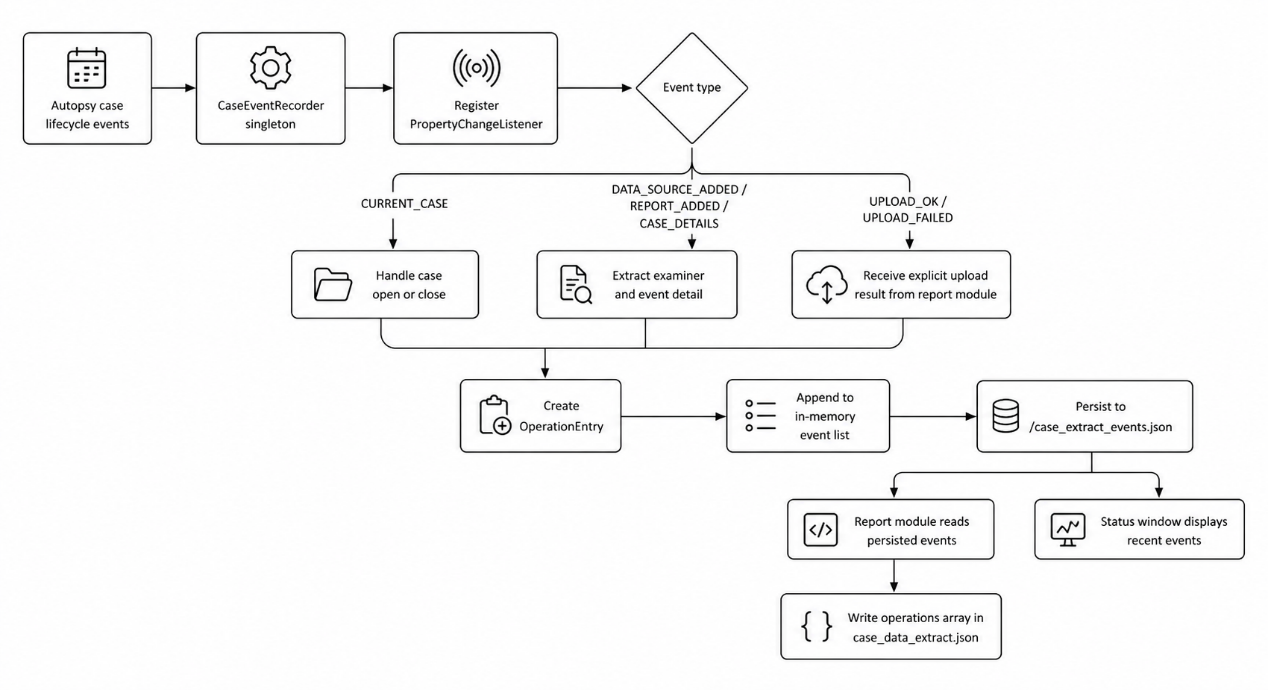 Autopsy case
lifecycle events
CaseEventRecorder
singleton
Register
PropertyChangeListener
Event type
CURRENT_CASE
DATA_SOURCE_ADDED /
REPORT_ADDED /
CASE_DETAILS
UPLOAD_OK /
UPLOAD_FAILED
Handle case
open or close
Extract examiner
and event detail
Receive explicit upload
result from report module
Create
OperationEntry
Append to
in-memory
event list
Persist to
/case_extract_events.json
Report module reads
persisted events
Status window displays
recent events
Write operations array in
case_data_extract.json